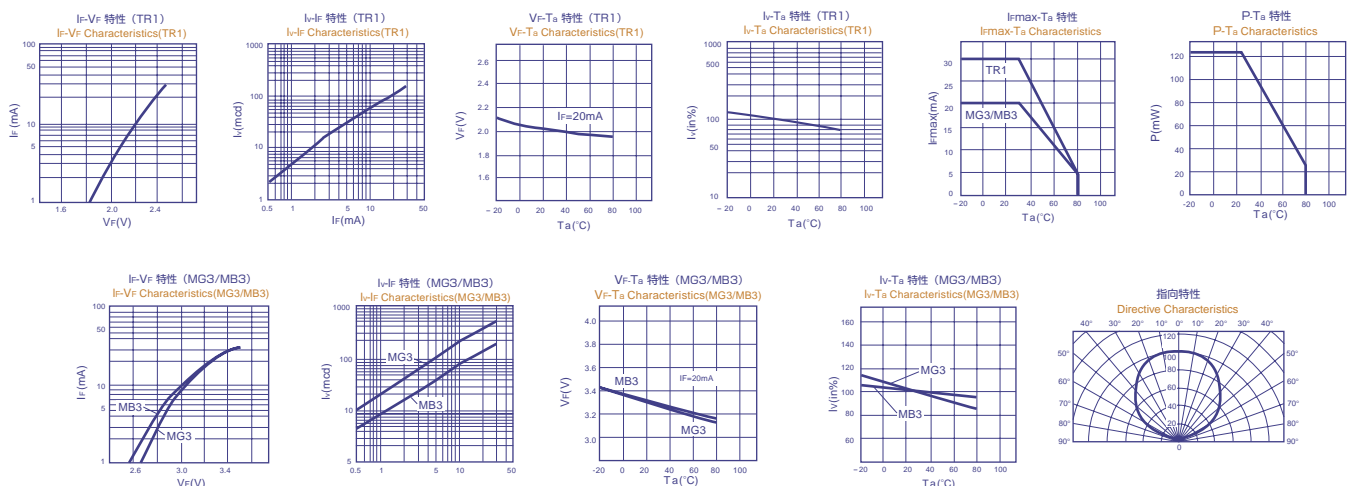 IF-VF 特性（TR1）
IF-VF Characteristics(TR1)
100
50
10
5
1
IF (mA)
1.6 2.0 2.4
VF(V)
IV-IF 特性（TR1）
IV-IF Characteristics(TR1)
1000
100
10
1
IV(mcd)
0.5 1 5 10 50
IF(mA)
VF-Ta 特性（TR1）
VF-Ta Characteristics(TR1)
2.6
2.4
2.2
2.0
1.8
1.6
VF(V)
IF=20mA
-20 0 20 40 60 80 100
Ta(°C)
IV-Ta 特性（TR1）
IV-Ta Characteristics(TR1)
1000
500
100
50
10
IV(in%)
-20 0 20 40 60 80 100
Ta(°C)
IFmax-Ta 特性
IFmax-Ta Characteristics
30
25
20
15
10
5
0
IFmax(mA)
TR1
MG3/MB3
-20 0 20 40 60 80 100
Ta(°C)
P-Ta 特性
P-Ta Characteristics
120
100
80
60
40
20
0
P(mW)
-20 0 20 40 60 80 100
Ta(°C)
IF-VF 特性（MG3/MB3）
IF-VF Characteristics(MG3/MB3)
100
50
10
5
1
IF(mA)
MB3
MG3
2.6 3.0 3.4
VF(V)
IV-IF 特性（MG3/MB3）
IV-IF Characteristics(MG3/MB3)
1000
100
10
5
IV(mcd)
MG3
MB3
0.5 1 5 10 50
IF(mA)
VF-Ta 特性（MG3/MB3）
VF-Ta Characteristics(MG3/MB3)
4.0
3.8
3.6
3.4
3.2
3.0
VF(V)
MB3
IF=20mA
MG3
-20 0 20 40 60 80 100
Ta(°C)
IV-Ta 特性（MG3/MB3）
IV-Ta Characteristics(MG3/MB3)
160
140
120
100
80
60
IV(in%)
MG3
MB3
-20 0 20 40 60 80 100
Ta(°C)
指向特性
Directive Characteristics
40° 30° 20° 10° 0° 10° 20° 30° 40°
50° 50°
60° 60°
70° 70°
80° 80°
90° 90°
120
100
80
60
40
20
0